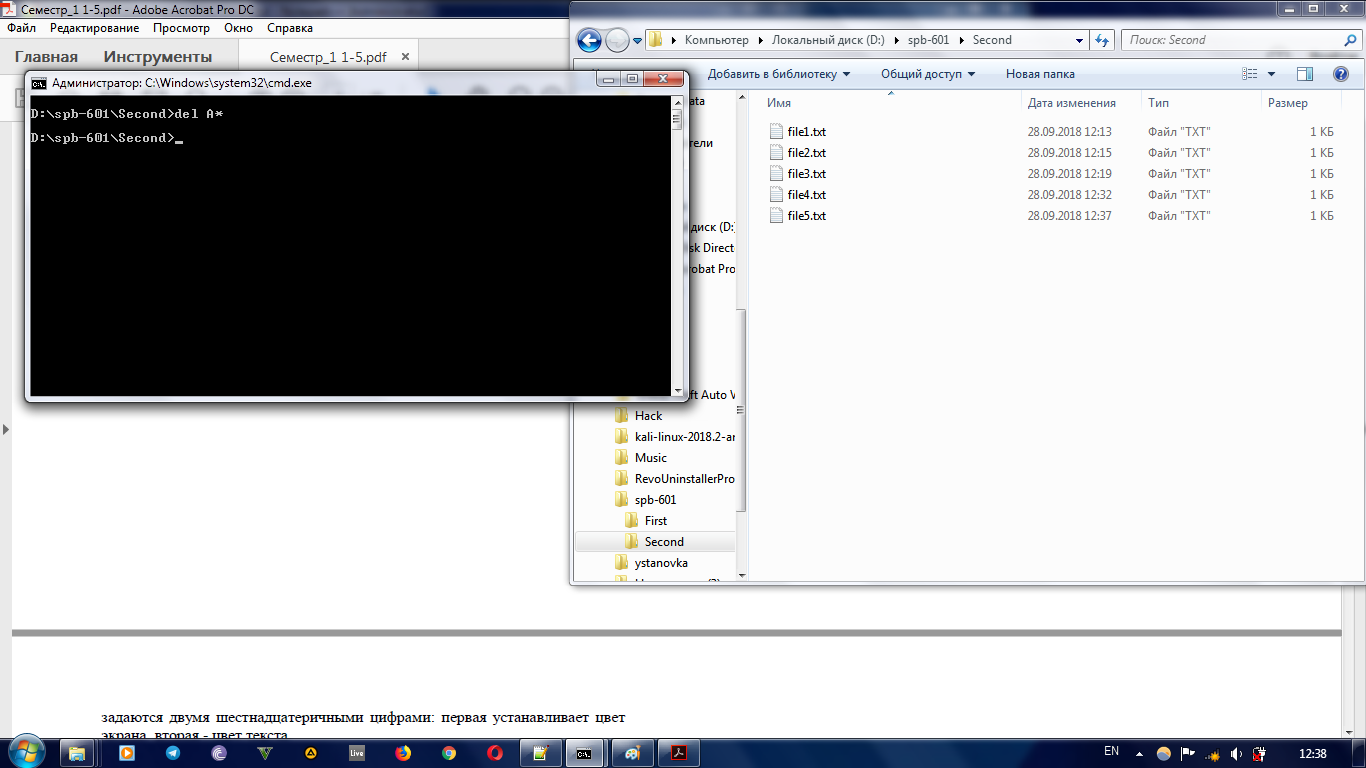 Семестр_1 1-5.pdf - Adobe Acrobat Pro DC
Файл Редактирование Просмотр Окно Справка
Главная Инструменты Семестр_1 1-5.pdf ×
Администратор: C:\Windows\system32\cmd.exe
D:\spb-601\Second>del A*
D:\spb-601\Second>_
Компьютер Локальный диск (D:) spb-601 Second
Поиск: Second
Добавить в библиотеку Общий доступ Новая папка
Имя Дата изменения Тип Размер
file1.txt 28.09.2018 12:13 Файл "TXT" 1 КБ
file2.txt 28.09.2018 12:15 Файл "TXT" 1 КБ
file3.txt 28.09.2018 12:19 Файл "TXT" 1 КБ
file4.txt 28.09.2018 12:32 Файл "TXT" 1 КБ
file5.txt 28.09.2018 12:37 Файл "TXT" 1 КБ
ata
тели
диск (D:
sk Direct
robat Pro
ft Auto V
Hack
kali-linux-2018.2-ar
Music
RevoUninstallerPro
spb-601
First
Second
ystanovka
задаются двумя шестнадцатеричными цифрами: первая устанавливает цвет
экрана, вторая - цвет текста
Live
EN
12:38